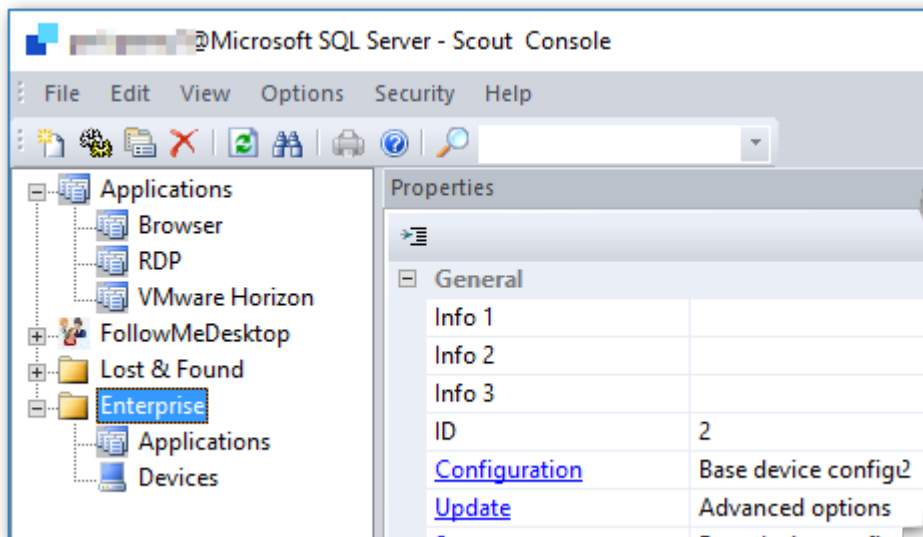 @Microsoft SQL Server - Scout Console
File Edit View Options Security Help
Applications
Browser
RDP
VMware Horizon
FollowMeDesktop
Lost & Found
Enterprise
Applications
Devices
Properties
General
Info 1
Info 2
Info 3
ID 2
Configuration Base device config2
Update Advanced options